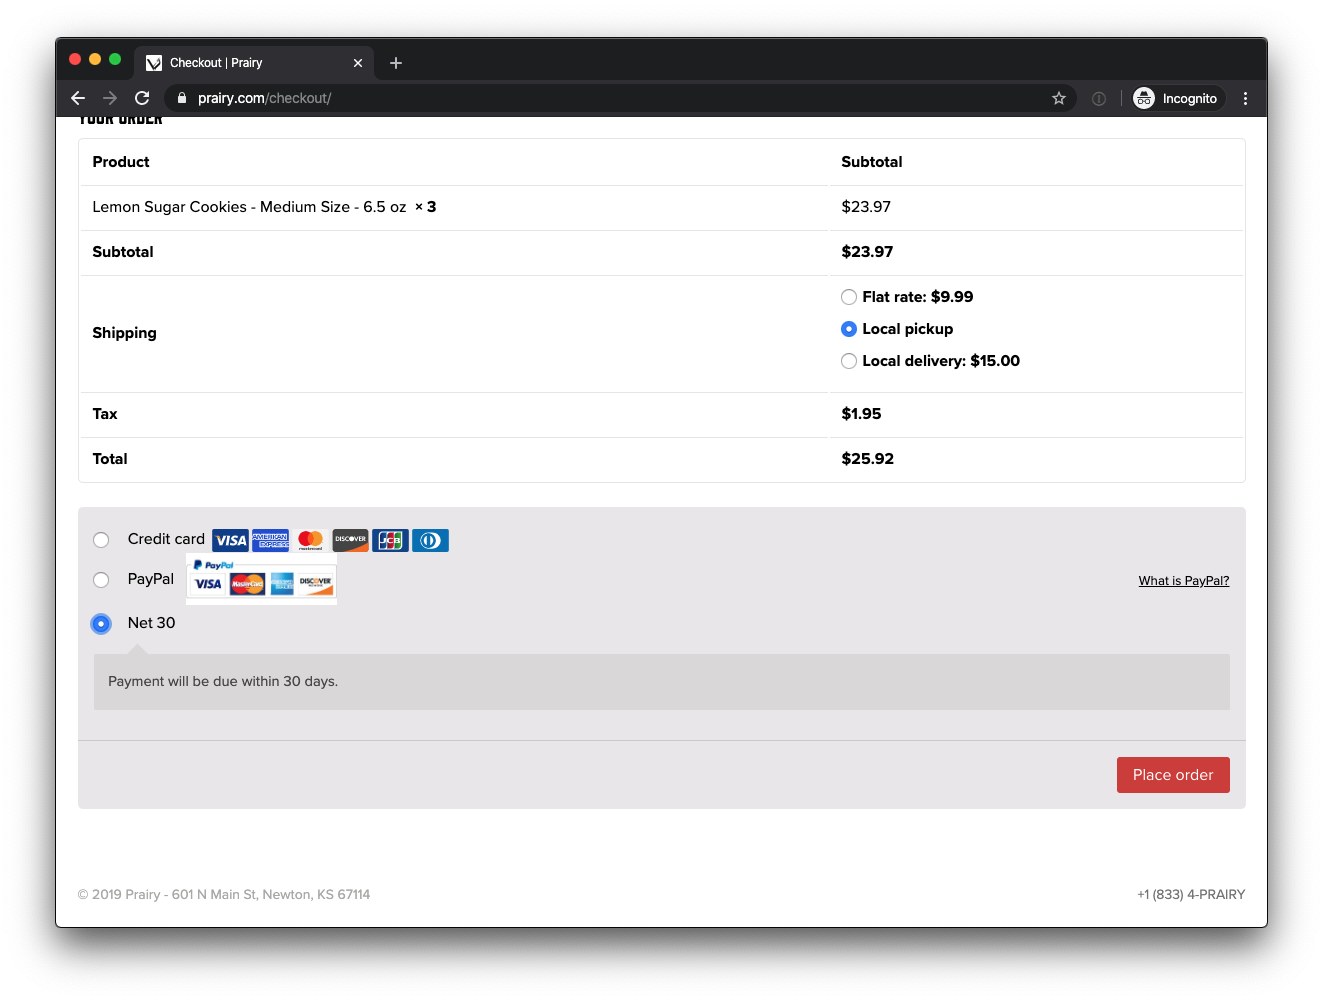 Checkout | Prairy
prairy.com/checkout/
Incognito
YOUR ORDER
Product Subtotal
Lemon Sugar Cookies - Medium Size - 6.5 oz × 3 $23.97
Subtotal $23.97
Shipping
Flat rate: $9.99
Local pickup
Local delivery: $15.00
Tax $1.95
Total $25.92
Credit card VISA AMERICAN EXPRESS mastercard DISCOVER JCB
PayPal
PayPal VISA MasterCard DISCOVER What is PayPal?
Net 30
Payment will be due within 30 days.
Place order
© 2019 Prairy - 601 N Main St, Newton, KS 67114 +1 (833) 4-PRAIRY